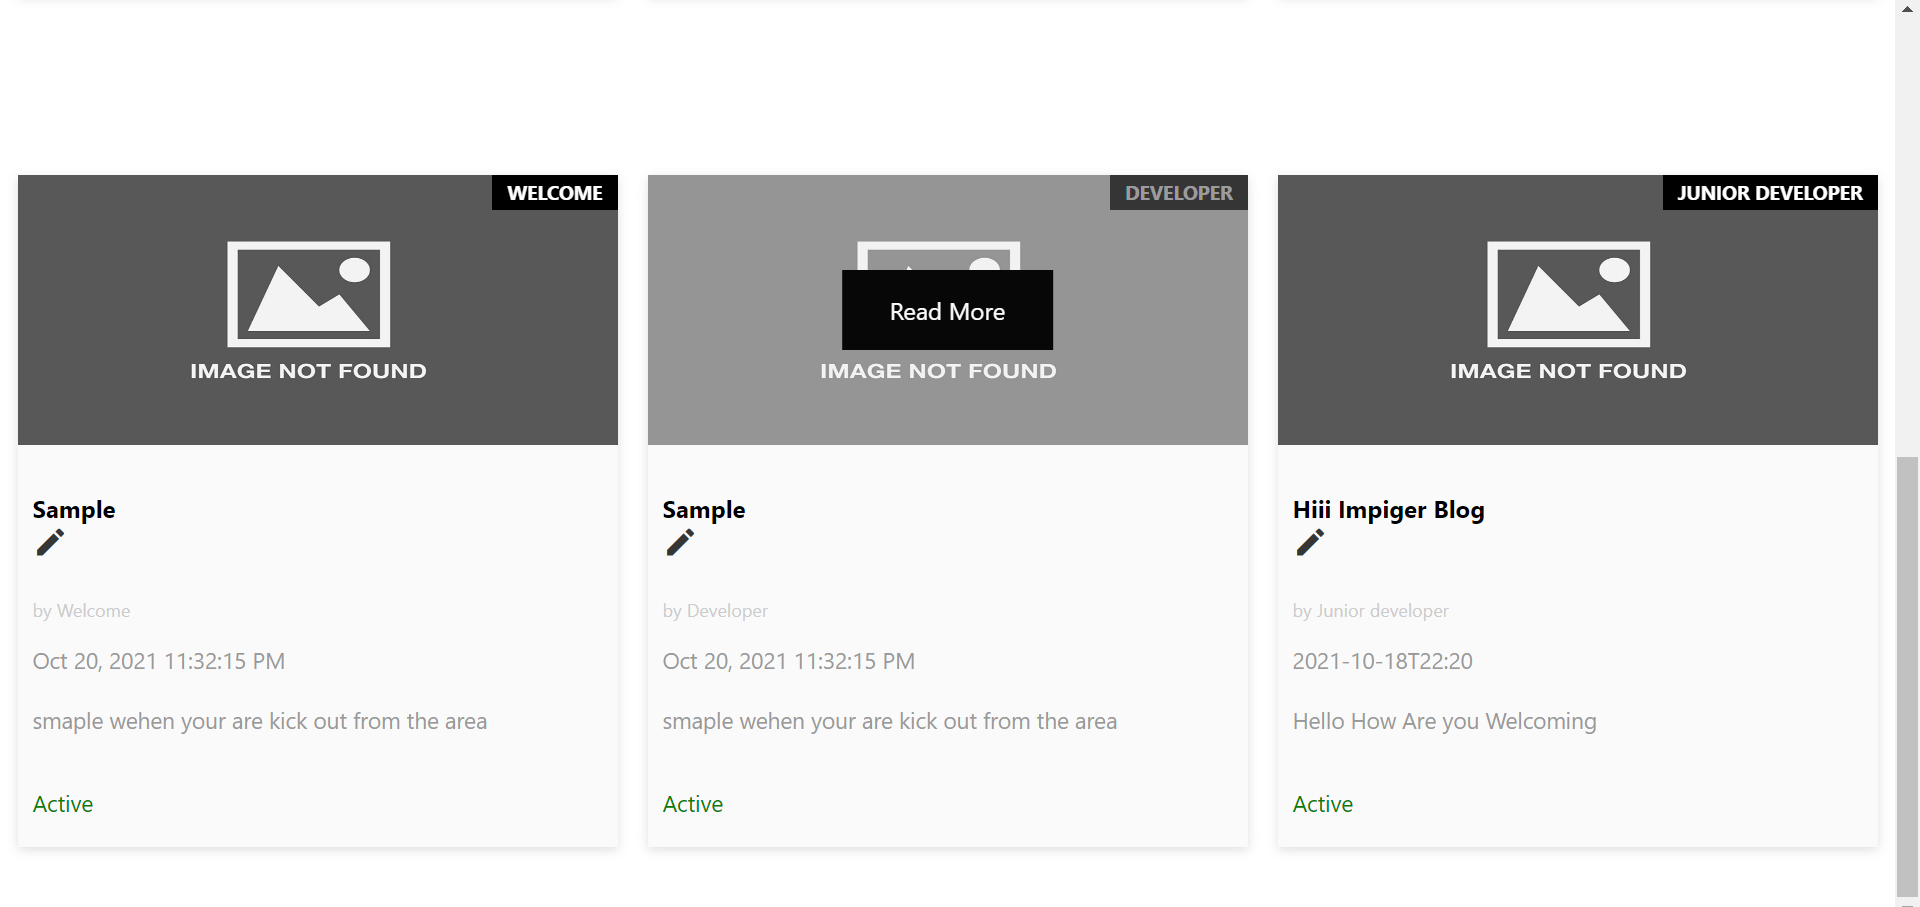 WELCOME
IMAGE NOT FOUND
Sample
by Welcome
Oct 20, 2021 11:32:15 PM
smaple wehen your are kick out from the area
Active
DEVELOPER
Read More
IMAGE NOT FOUND
Sample
by Developer
Oct 20, 2021 11:32:15 PM
smaple wehen your are kick out from the area
Active
JUNIOR DEVELOPER
IMAGE NOT FOUND
Hiii Impiger Blog
by Junior developer
2021-10-18T22:20
Hello How Are you Welcoming
Active